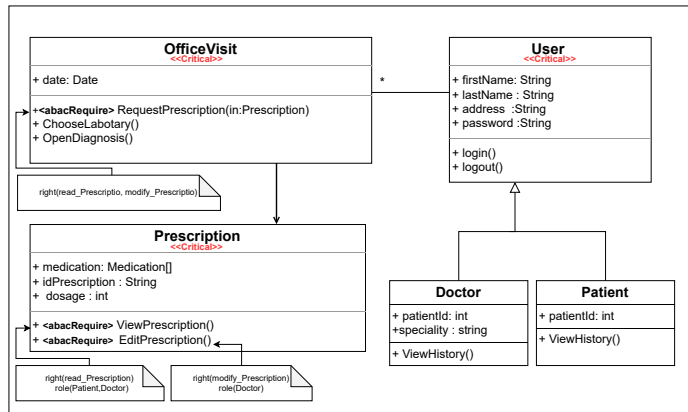 OfficeVisit
<<Critical>>
+ date: Date
+<abacRequire> RequestPrescription(in:Prescription)
+ ChooseLabotary()
+ OpenDiagnosis()
right(read_Prescriptio, modify_Prescriptio)
*
User
<<Critical>>
+ firstName: String
+ lastName : String
+ address :String
+ password :String
+ login()
+ logout()
Prescription
<<Critical>>
+ medication: Medication[]
+ idPrescription : String
+ dosage : int
+ <abacRequire> ViewPrescription()
+ <abacRequire> EditPrescription()
right(read_Prescription)
role(Patient,Doctor)
right(modify_Prescription)
role(Doctor)
Doctor
+ patientId: int
+speciality : string
+ ViewHistory()
Patient
+ patientId: int
+ ViewHistory()